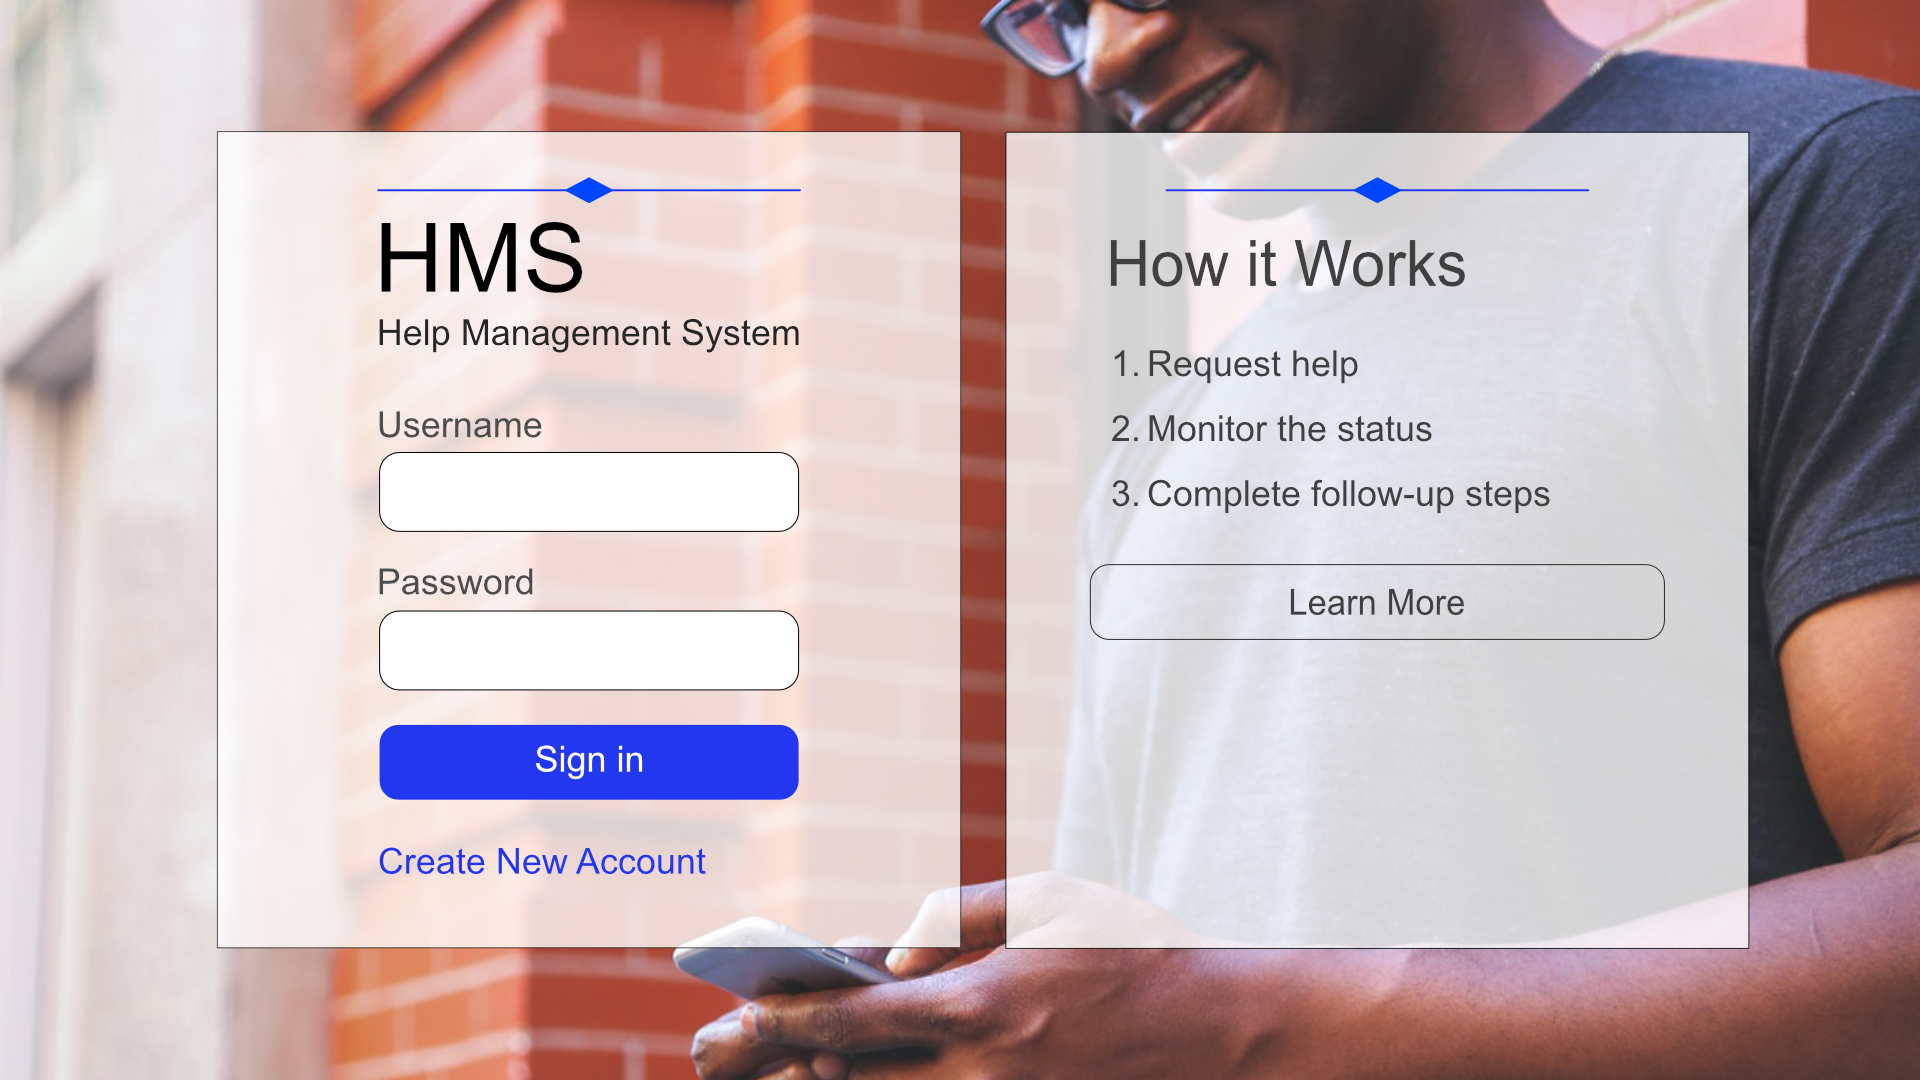 HMS
Help Management System
Username
Password
Sign in
Create New Account
How it Works
1. Request help
2. Monitor the status
3. Complete follow-up steps
Learn More